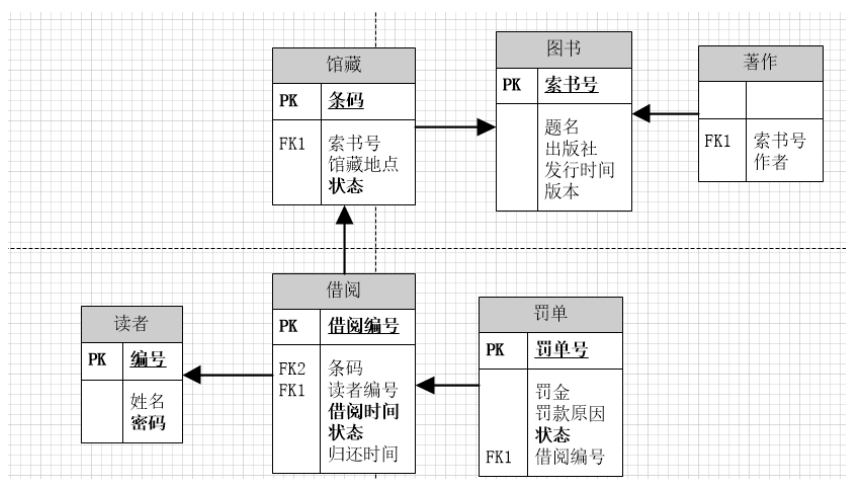 馆藏
PK 条码
FK1 索书号
馆藏地点
状态
图书
PK 索书号
题名
出版社
发行时间
版本
著作
FK1 索书号
作者
读者
PK 编号
姓名
密码
借阅
PK 借阅编号
FK2 条码
FK1 读者编号
借阅时间
状态
归还时间
罚单
PK 罚单号
罚金
罚款原因
状态
FK1 借阅编号